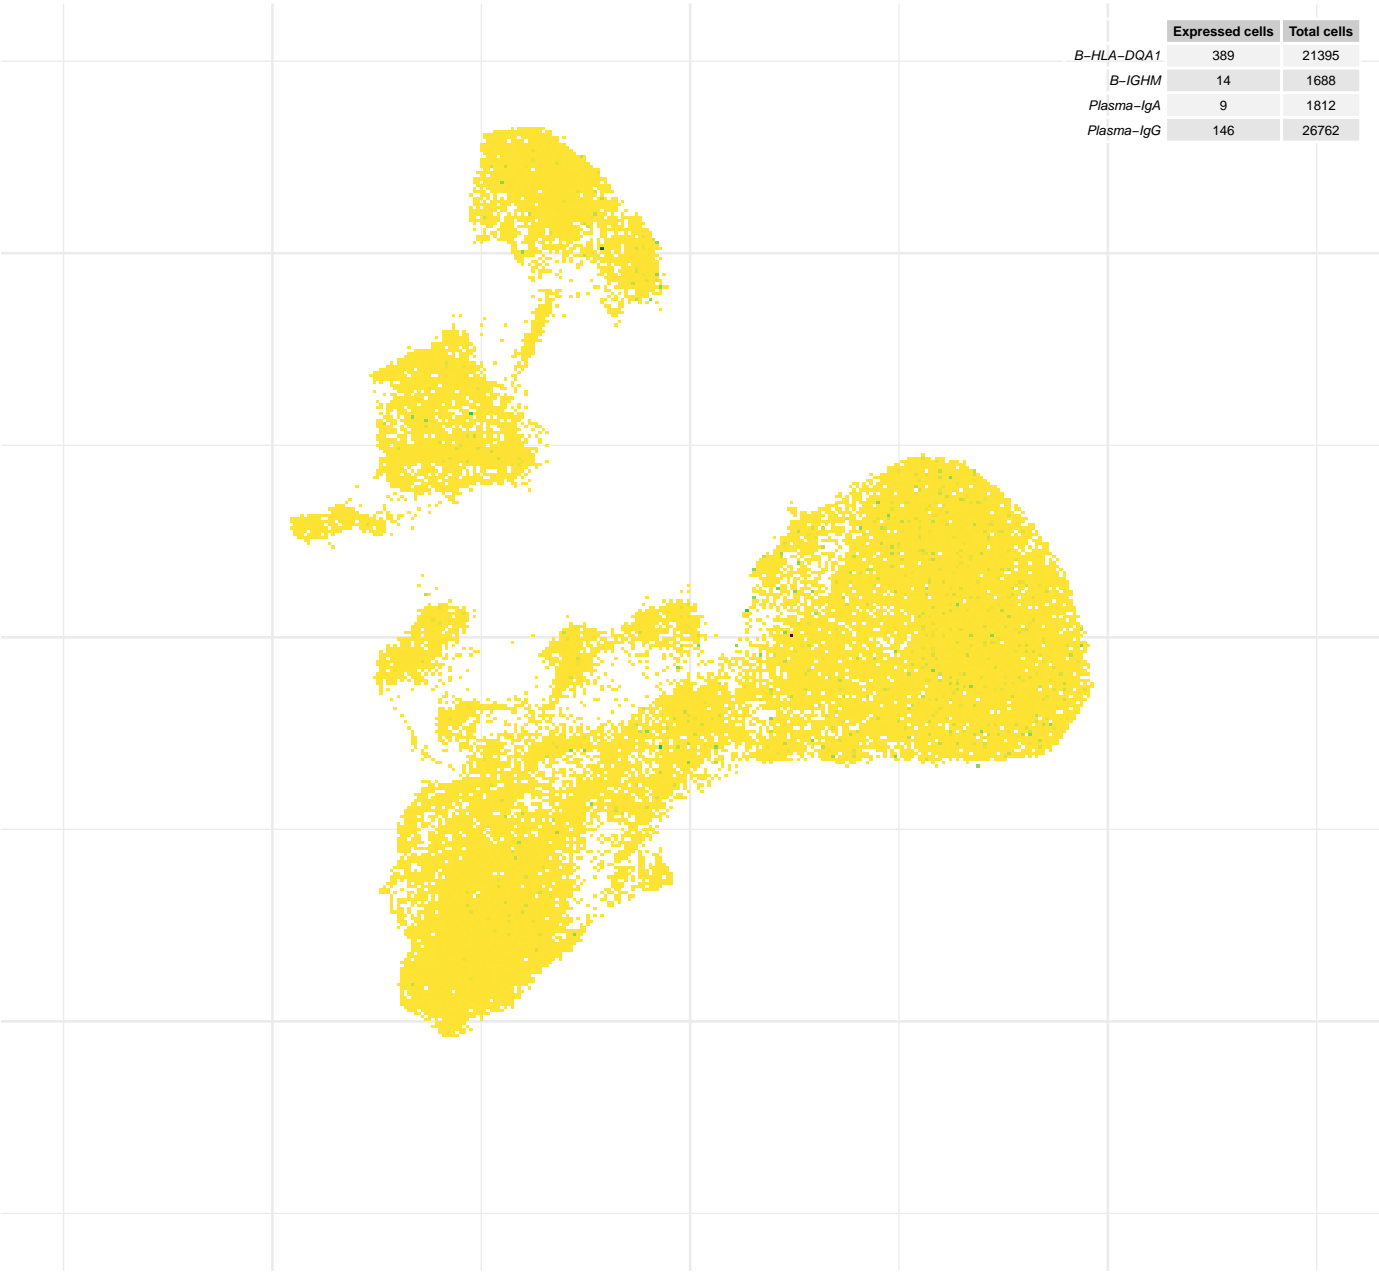 Expressed cells Total cells
B−HLA−DQA1 389 21395
B−IGHM 14 1688
Plasma−IgA 9 1812
Plasma−IgG 146 26762